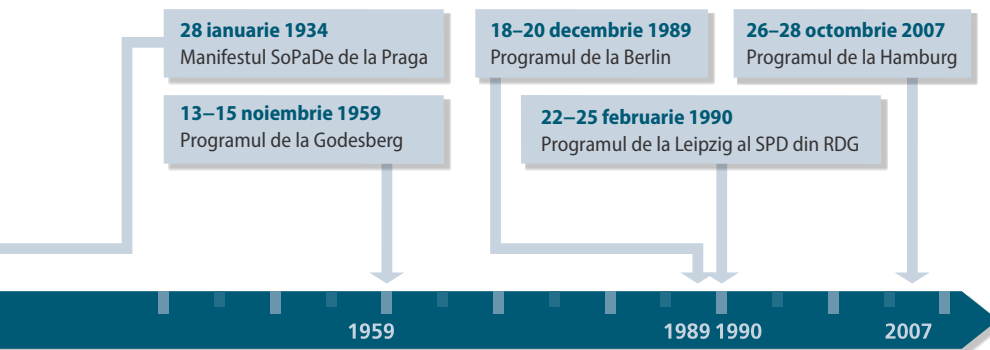 28 ianuarie 1934
Manifestul SoPaDe de la Praga
18–20 decembrie 1989
Programul de la Berlin
26–28 octombrie 2007
Programul de la Hamburg
13–15 noiembrie 1959
Programul de la Godesberg
22–25 februarie 1990
Programul de la Leipzig al SPD din RDG
1959
1989 1990
2007